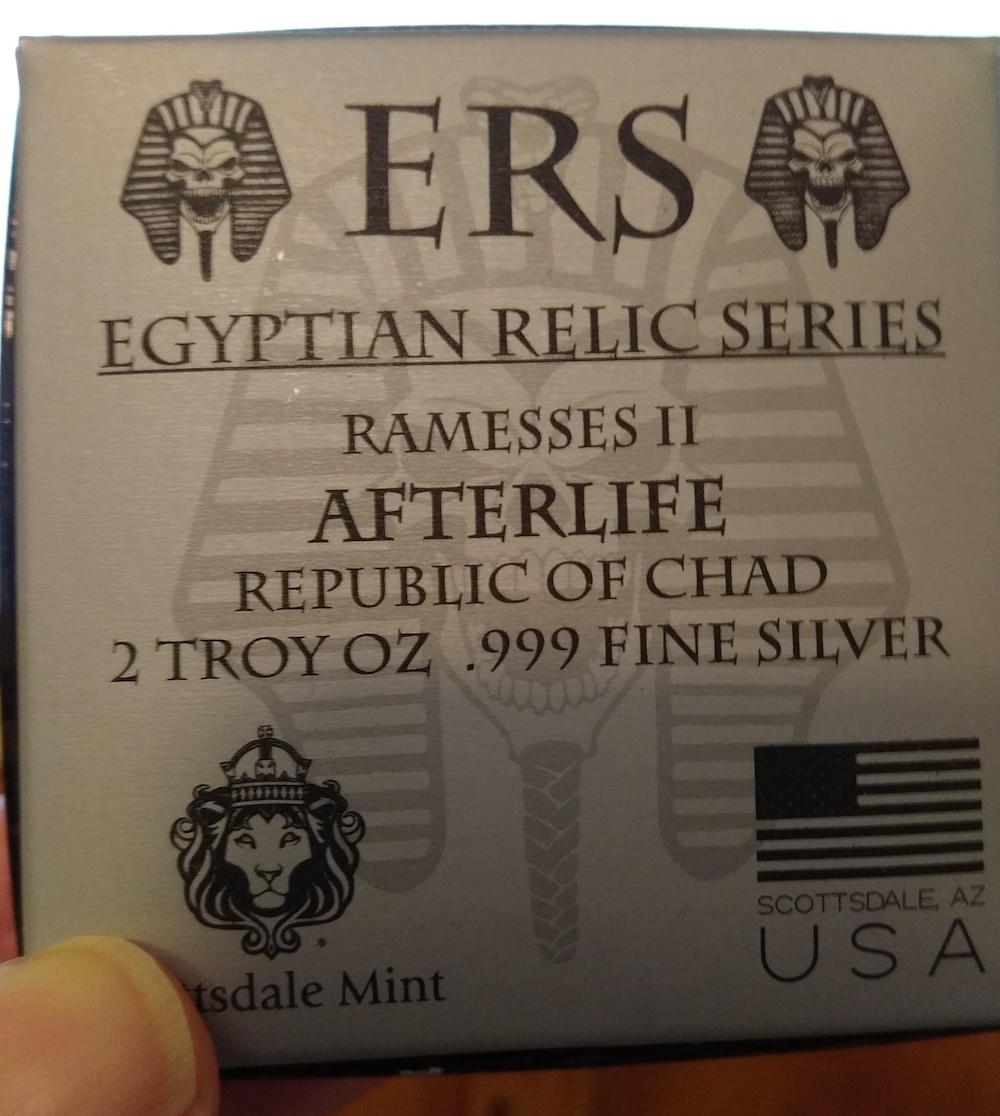 ERS
EGYPTIAN RELIC SERIES
RAMESSES II
AFTERLIFE
REPUBLIC OF CHAD
2 TROY OZ .999 FINE SILVER
SCOTTSDALE, AZ
USA
ttsdale Mint